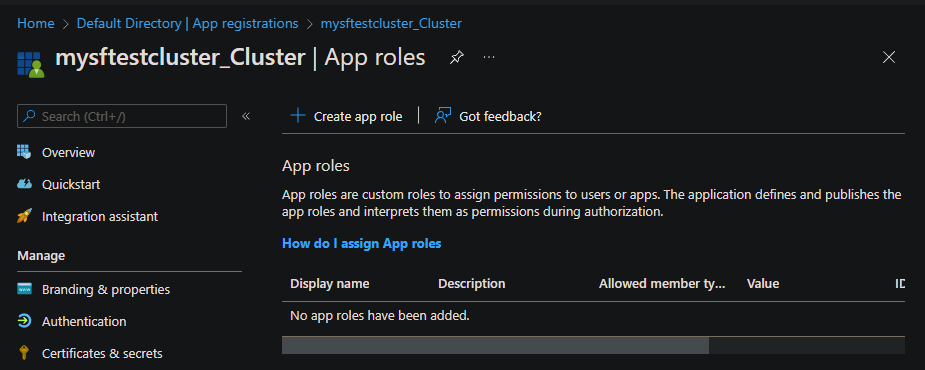 Home > Default Directory | App registrations > mysftestcluster_Cluster
mysftestcluster_Cluster | App roles
Search (Ctrl+/)
Overview
Quickstart
Integration assistant
Manage
Branding & properties
Authentication
Certificates & secrets
Create app role
Got feedback?
App roles
App roles are custom roles to assign permissions to users or apps. The application defines and publishes the
app roles and interprets them as permissions during authorization.
How do I assign App roles
Display name Description Allowed member ty... Value ID
No app roles have been added.